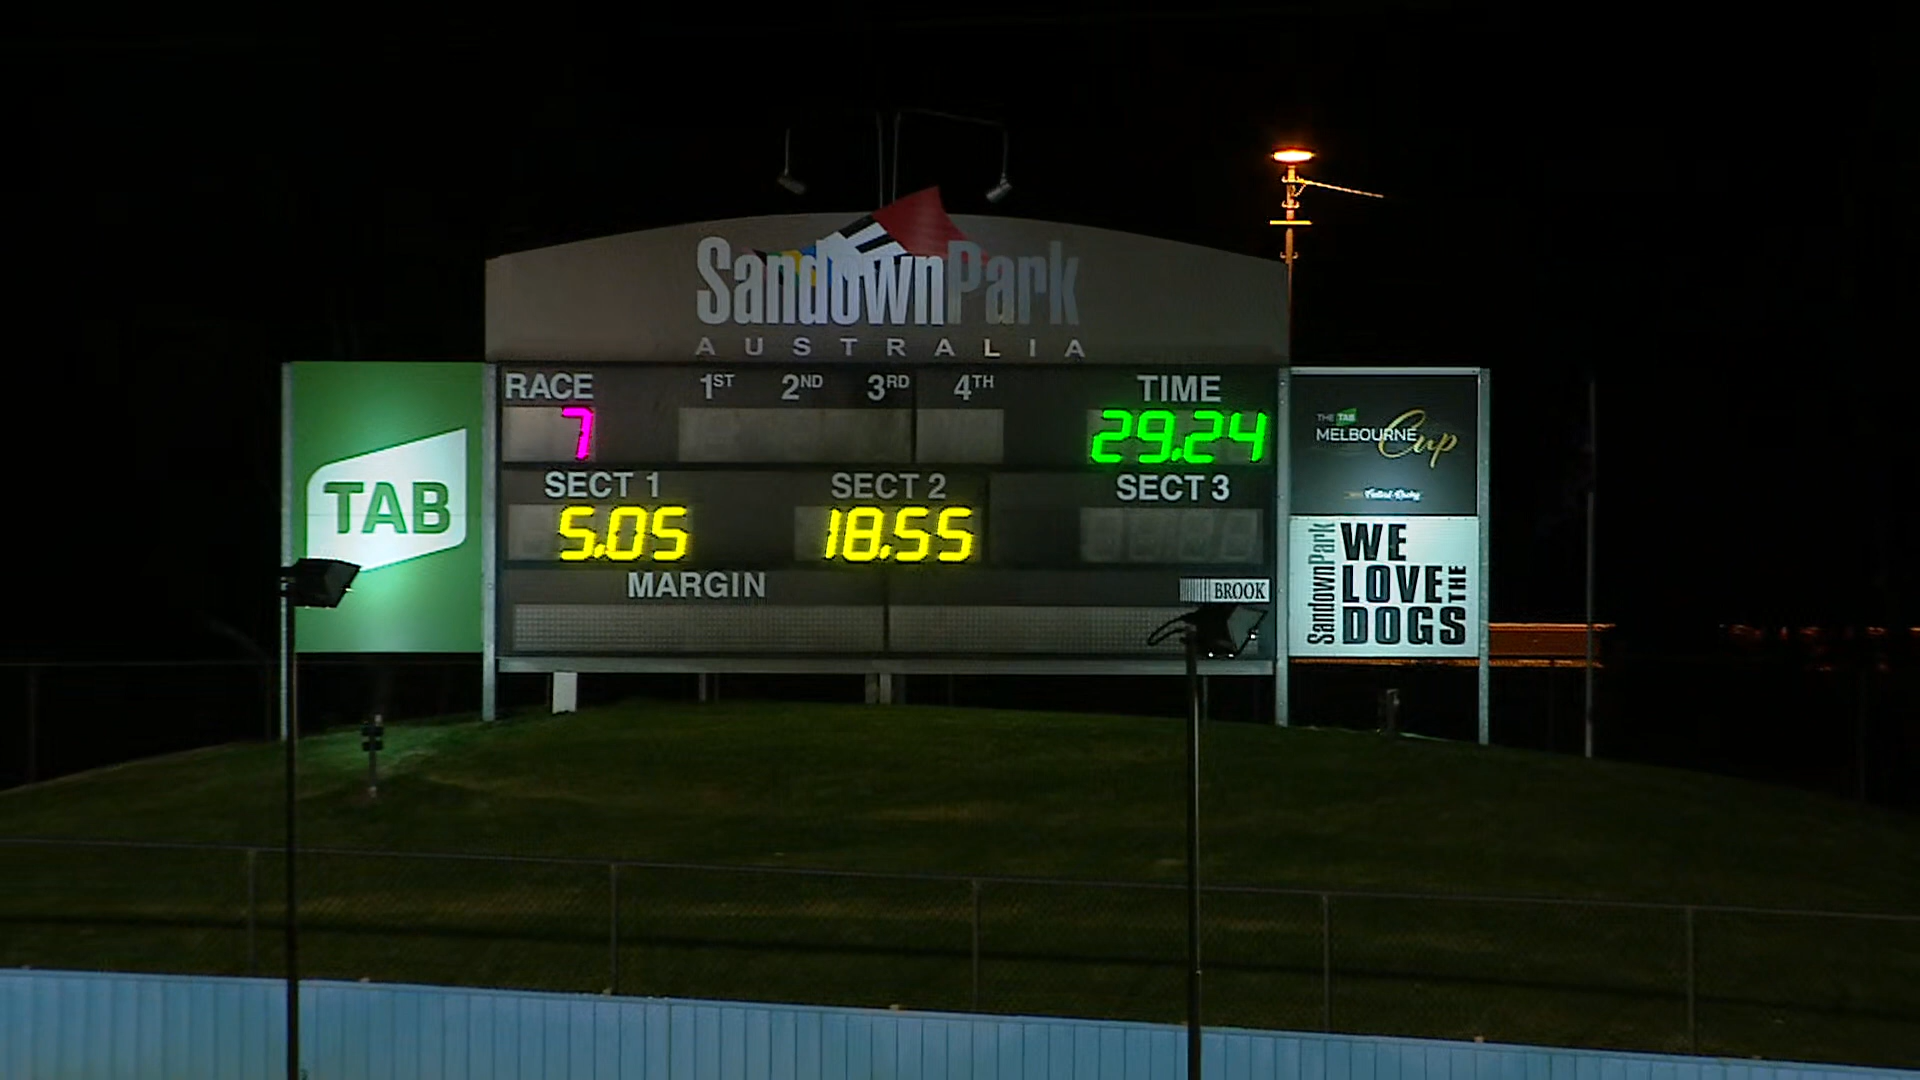 SandownPark
AUSTRALIA
RACE 1ST 2ND 3RD 4TH TIME
7 29.24
SECT 1 SECT 2 SECT 3
5.05 18.55
MARGIN
BROOK
TAB
THE TAB
MELBOURNE Cup
SandownPark
WE
LOVE THE
DOGS